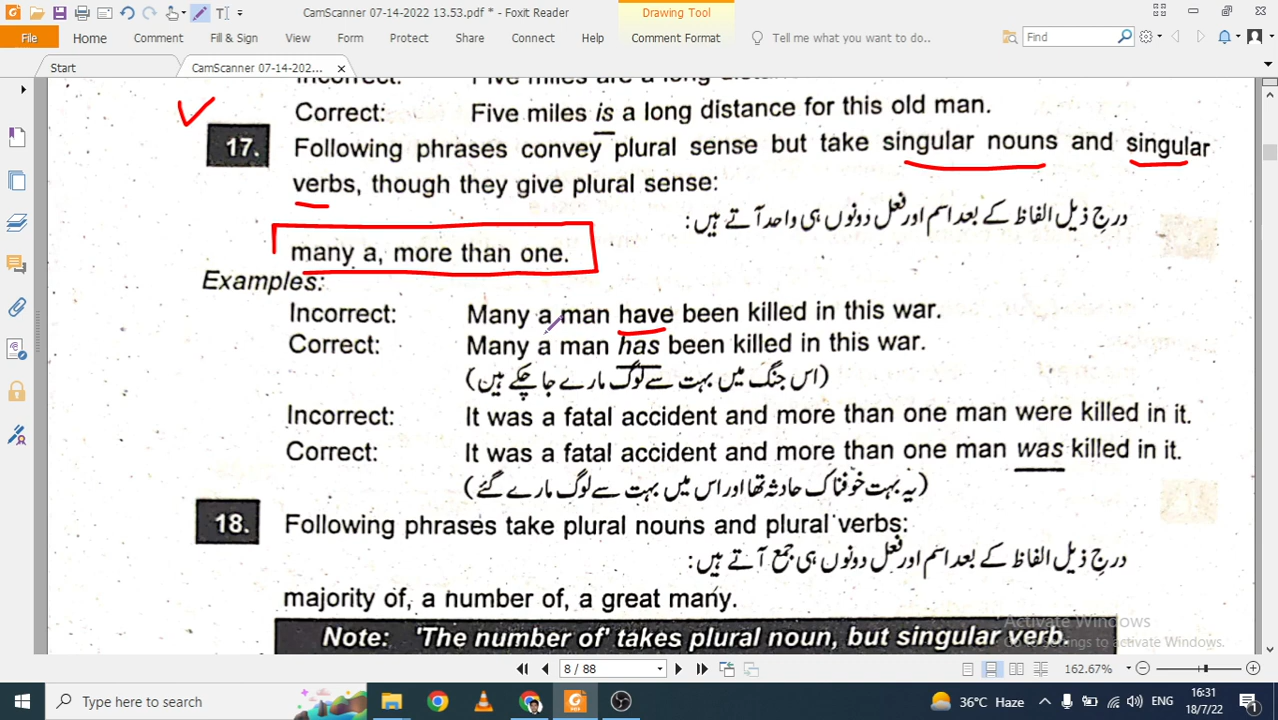 CamScanner 07-14-2022 13.53.pdf * - Foxit Reader
Drawing Tool
File Home Comment Fill & Sign View Form Protect Share Connect Help Comment Format Tell me what you want to do.. Find
Start CamScanner 07-14-202...
Correct: Five miles is a long distance for this old man.
17. Following phrases convey plural sense but take singular nouns and singular
verbs, though they give plural sense:
درج ذیل الفاظ کے بعد اسم اور فعل دونوں ہی واحد آتے ہیں:
many a, more than one.
Examples:
Incorrect: Many a man have been killed in this war.
Correct: Many a man has been killed in this war.
(اس جنگ میں بہت سے لوگ مارے جا چکے ہیں)
Incorrect: It was a fatal accident and more than one man were killed in it.
Correct: It was a fatal accident and more than one man was killed in it.
(یہ بہت خوفناک حادثہ تھا اور اس میں بہت سے لوگ مارے گئے)
18. Following phrases take plural nouns and plural verbs:
درج ذیل الفاظ کے بعد اسم اور فعل دونوں ہی جمع آتے ہیں:
majority of, a number of, a great many.
Activate Windows
Note: 'The number of' takes plural noun, but singular verb.
Go to Settings to activate Windows.
8 / 88 162.67%
Type here to search 36°C Haze ENG 16:31
18/7/22